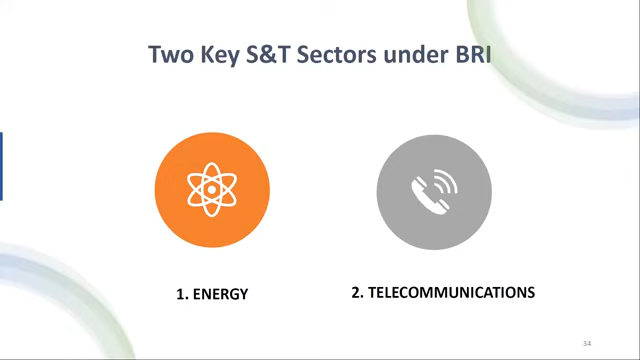 Two Key S&T Sectors under BRI
1. ENERGY
2. TELECOMMUNICATIONS
34